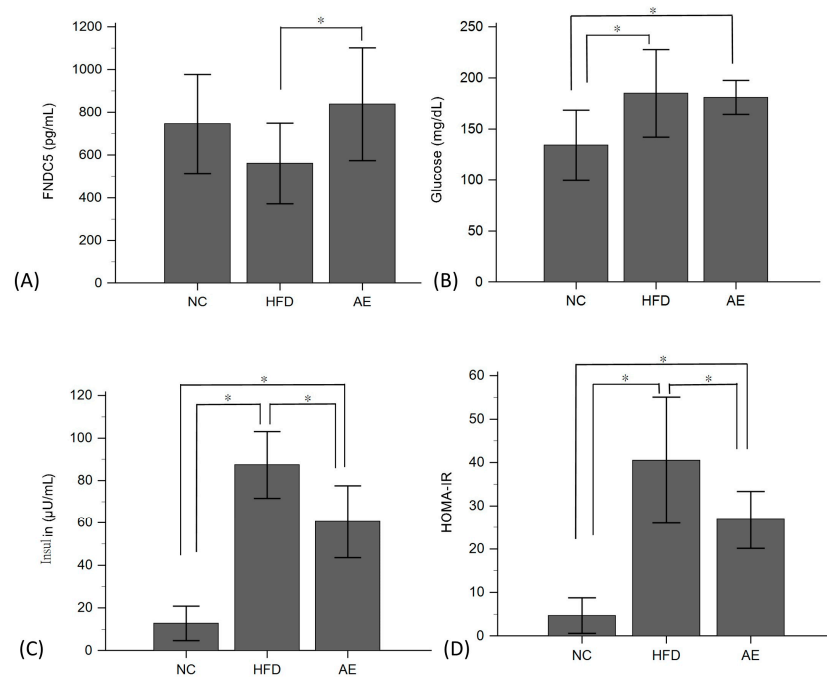 1200
1000
800
600
400
200
0
FNDC5 (pg/mL)
*
NC HFD AE
(A)
250
200
150
100
50
0
Glucose (mg/dL)
*
*
NC HFD AE
(B)
120
100
80
60
40
20
0
Insulin (μU/mL)
*
* *
NC HFD AE
(C)
60
50
40
30
20
10
0
HOMA-IR
*
* *
NC HFD AE
(D)